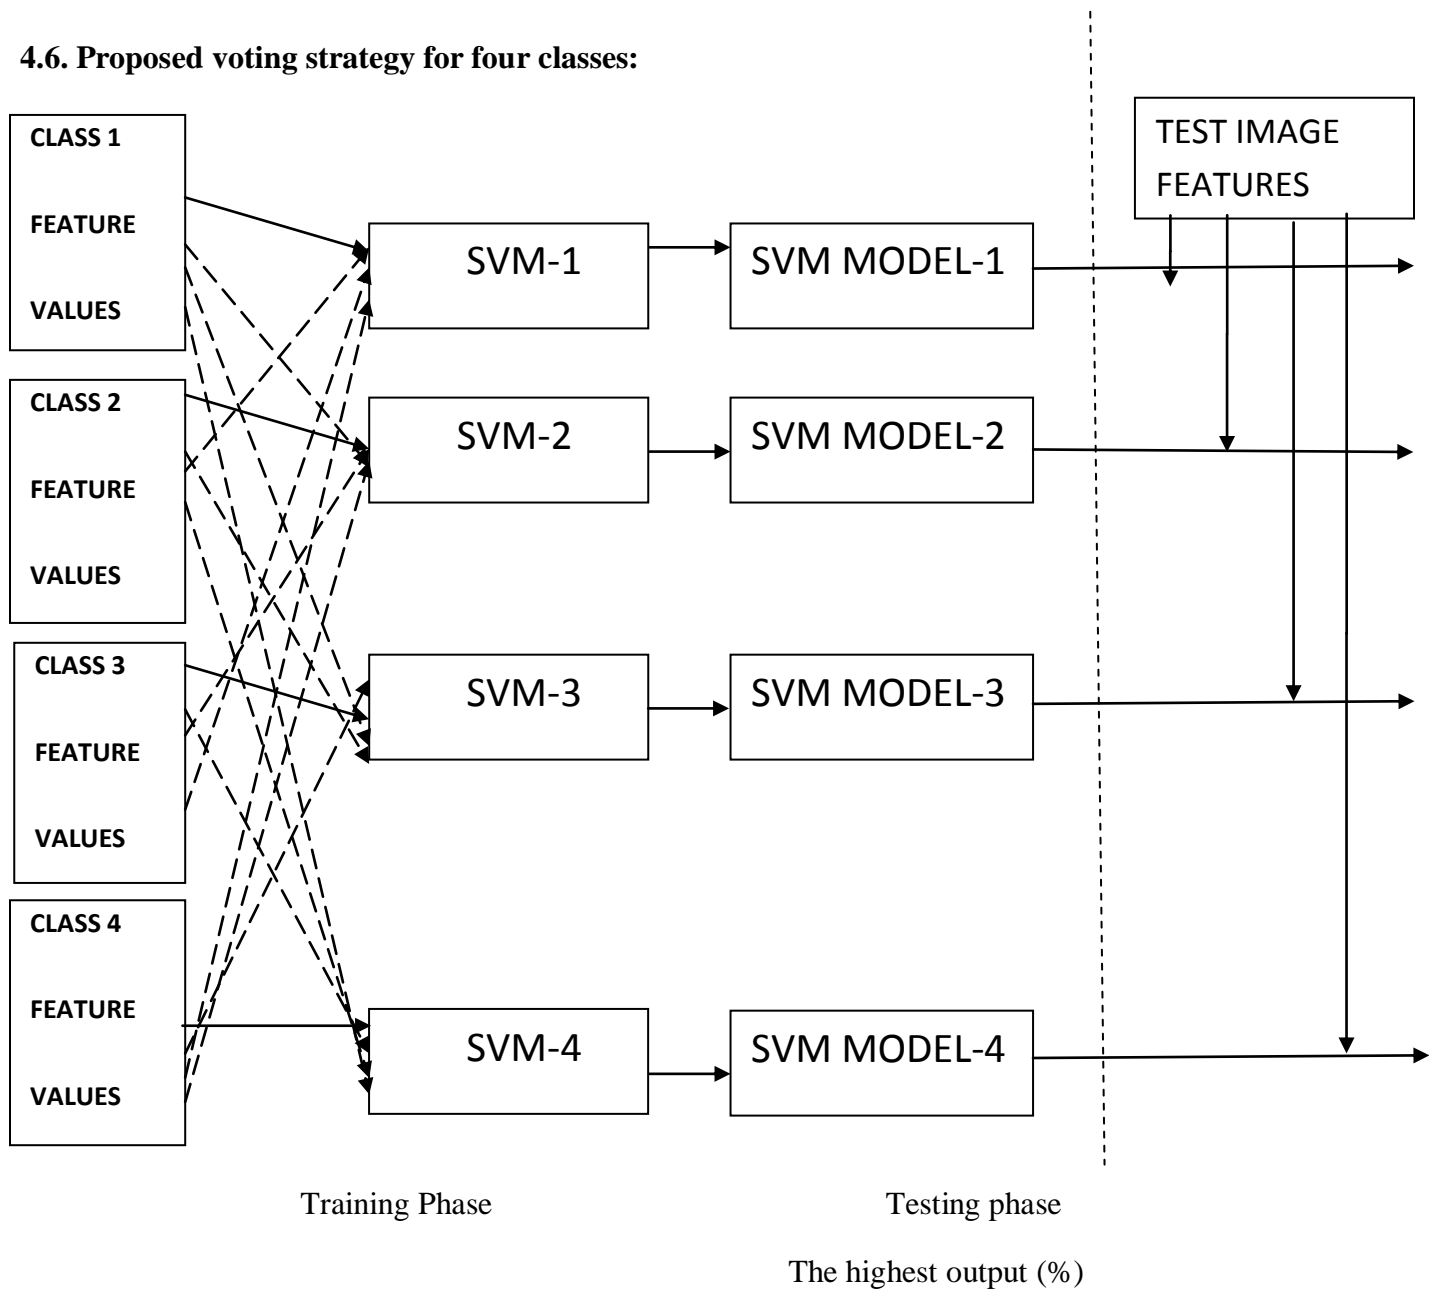 4.6. Proposed voting strategy for four classes:
CLASS 1
FEATURE
VALUES
CLASS 2
FEATURE
VALUES
CLASS 3
FEATURE
VALUES
CLASS 4
FEATURE
VALUES
SVM-1
SVM-2
SVM-3
SVM-4
SVM MODEL-1
SVM MODEL-2
SVM MODEL-3
SVM MODEL-4
TEST IMAGE
FEATURES
Training Phase
Testing phase
The highest output (%)